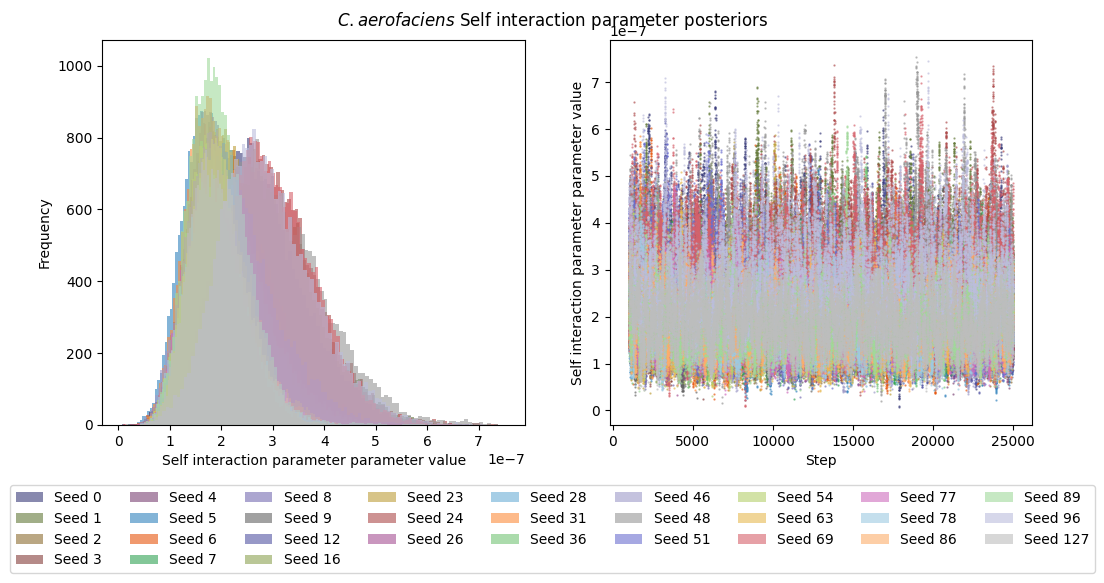 C. aerofaciens Self interaction parameter posteriors
1000
800
600
400
200
0
Frequency
0 1 2 3 4 5 6 7
1e−7
Self interaction parameter parameter value
1e−7
7
6
5
4
3
2
1
0
Self interaction parameter value
0 5000 10000 15000 20000 25000
Step
Seed 0 Seed 4 Seed 8 Seed 23 Seed 28 Seed 46 Seed 54 Seed 77 Seed 89
Seed 1 Seed 5 Seed 9 Seed 24 Seed 31 Seed 48 Seed 63 Seed 78 Seed 96
Seed 2 Seed 6 Seed 12 Seed 26 Seed 36 Seed 51 Seed 69 Seed 86 Seed 127
Seed 3 Seed 7 Seed 16